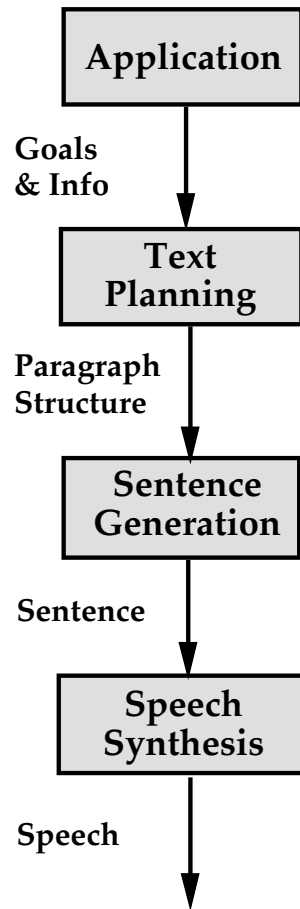 Application
Goals
& Info
Text
Planning
Paragraph
Structure
Sentence
Generation
Sentence
Speech
Synthesis
Speech